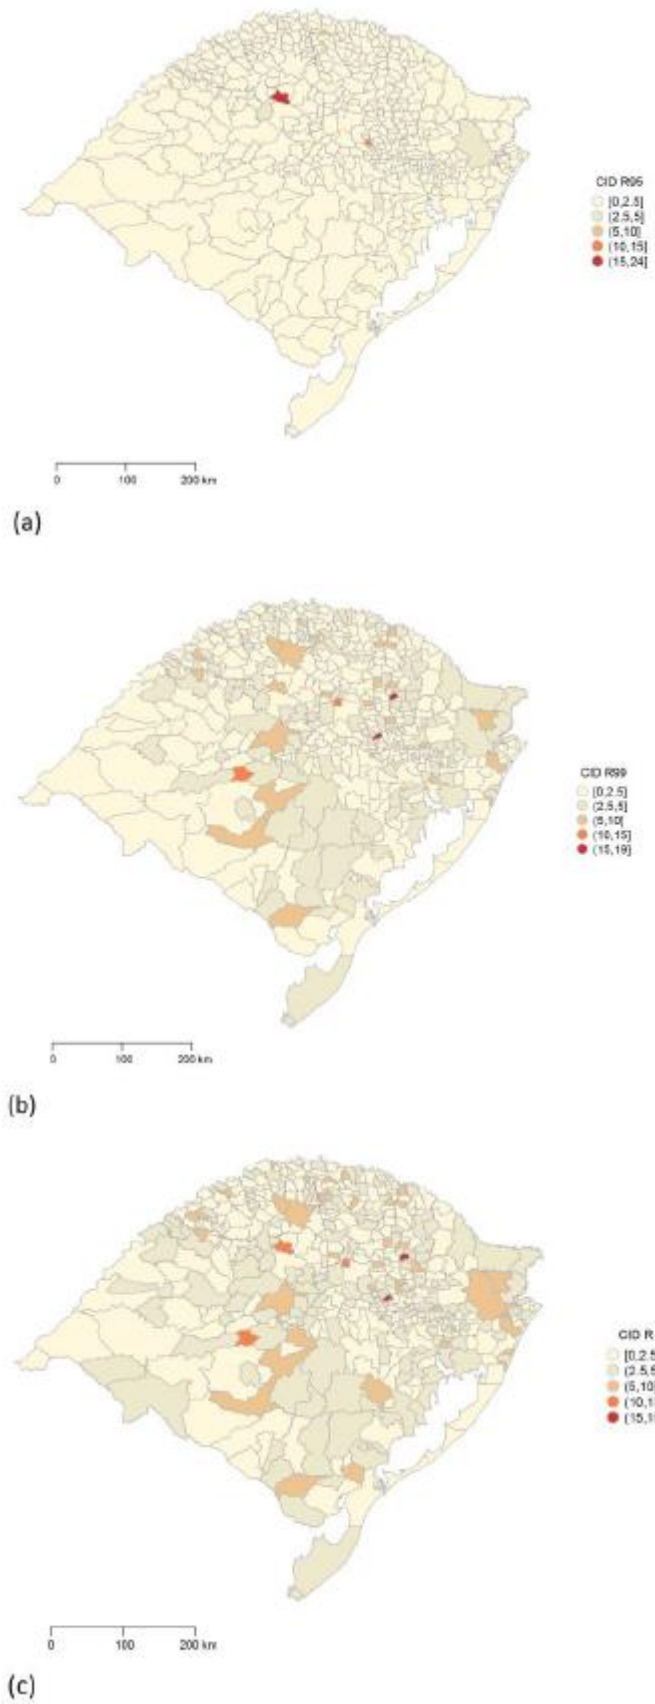 CID R95
[0,2.5]
(2.5,5]
(5,10]
(10,15]
(15,24]
0 100 200 km
(a)
CID R99
[0,2.5]
(2.5,5]
(5,10]
(10,15]
(15,19]
0 100 200 km
(b)
CID R
[0,2.5
(2.5,5
(5,10
(10,1
(15,1
0 100 200 km
(c)